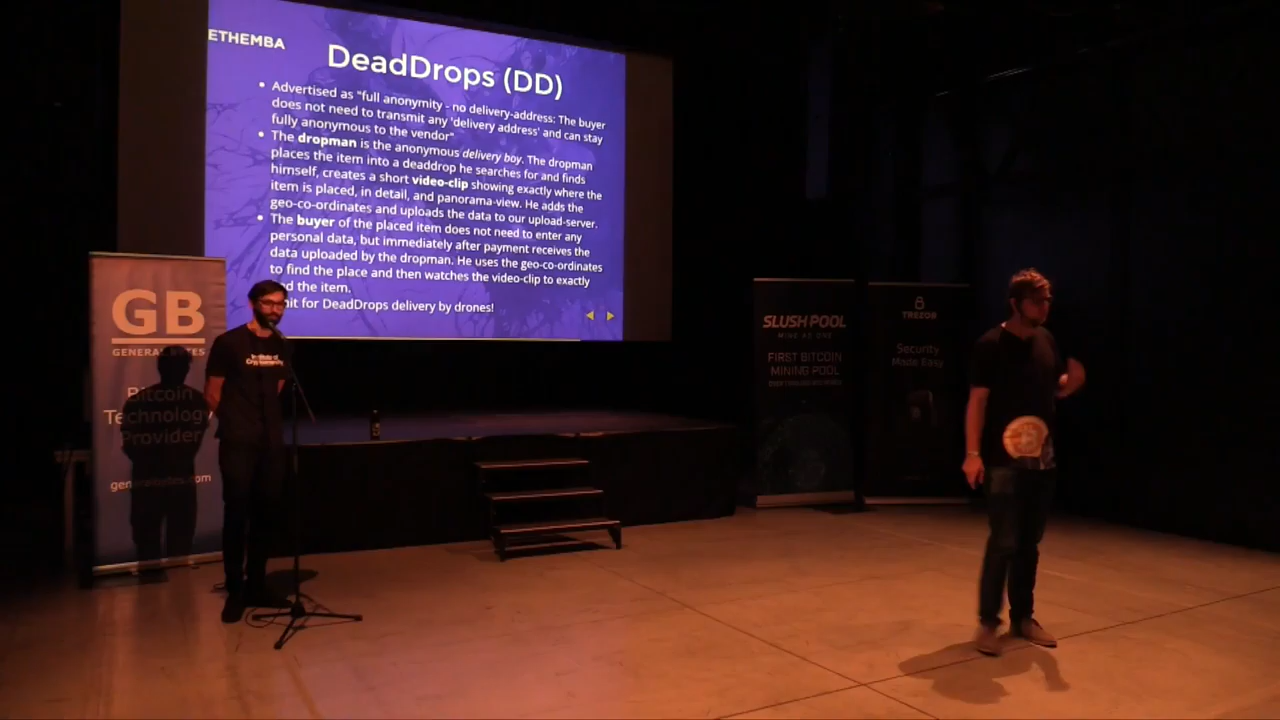 ETHEMBA
DeadDrops (DD)
• Advertised as "full anonymity - no delivery-address: The buyer
does not need to transmit any 'delivery address' and can stay
fully anonymous to the vendor"
• The dropman is the anonymous delivery boy. The dropman
places the item into a deaddrop he searches for and finds
himself, creates a short video-clip showing exactly where the
item is placed, in detail, and panorama-view. He adds the
geo-co-ordinates and uploads the data to our upload-server.
• The buyer of the placed item does not need to enter any
personal data, but immediately after payment receives the
data uploaded by the dropman. He uses the geo-co-ordinates
to find the place and then watches the video-clip to exactly
the item.
for DeadDrops delivery by drones!
GB
GENERAL BYTES
Bitcoin
Technology
Provider
Institute of
Cryptoanarchy
SLUSH POOL
FIRST BITCOIN
MINING POOL
TREZOR
Security
Made Easy